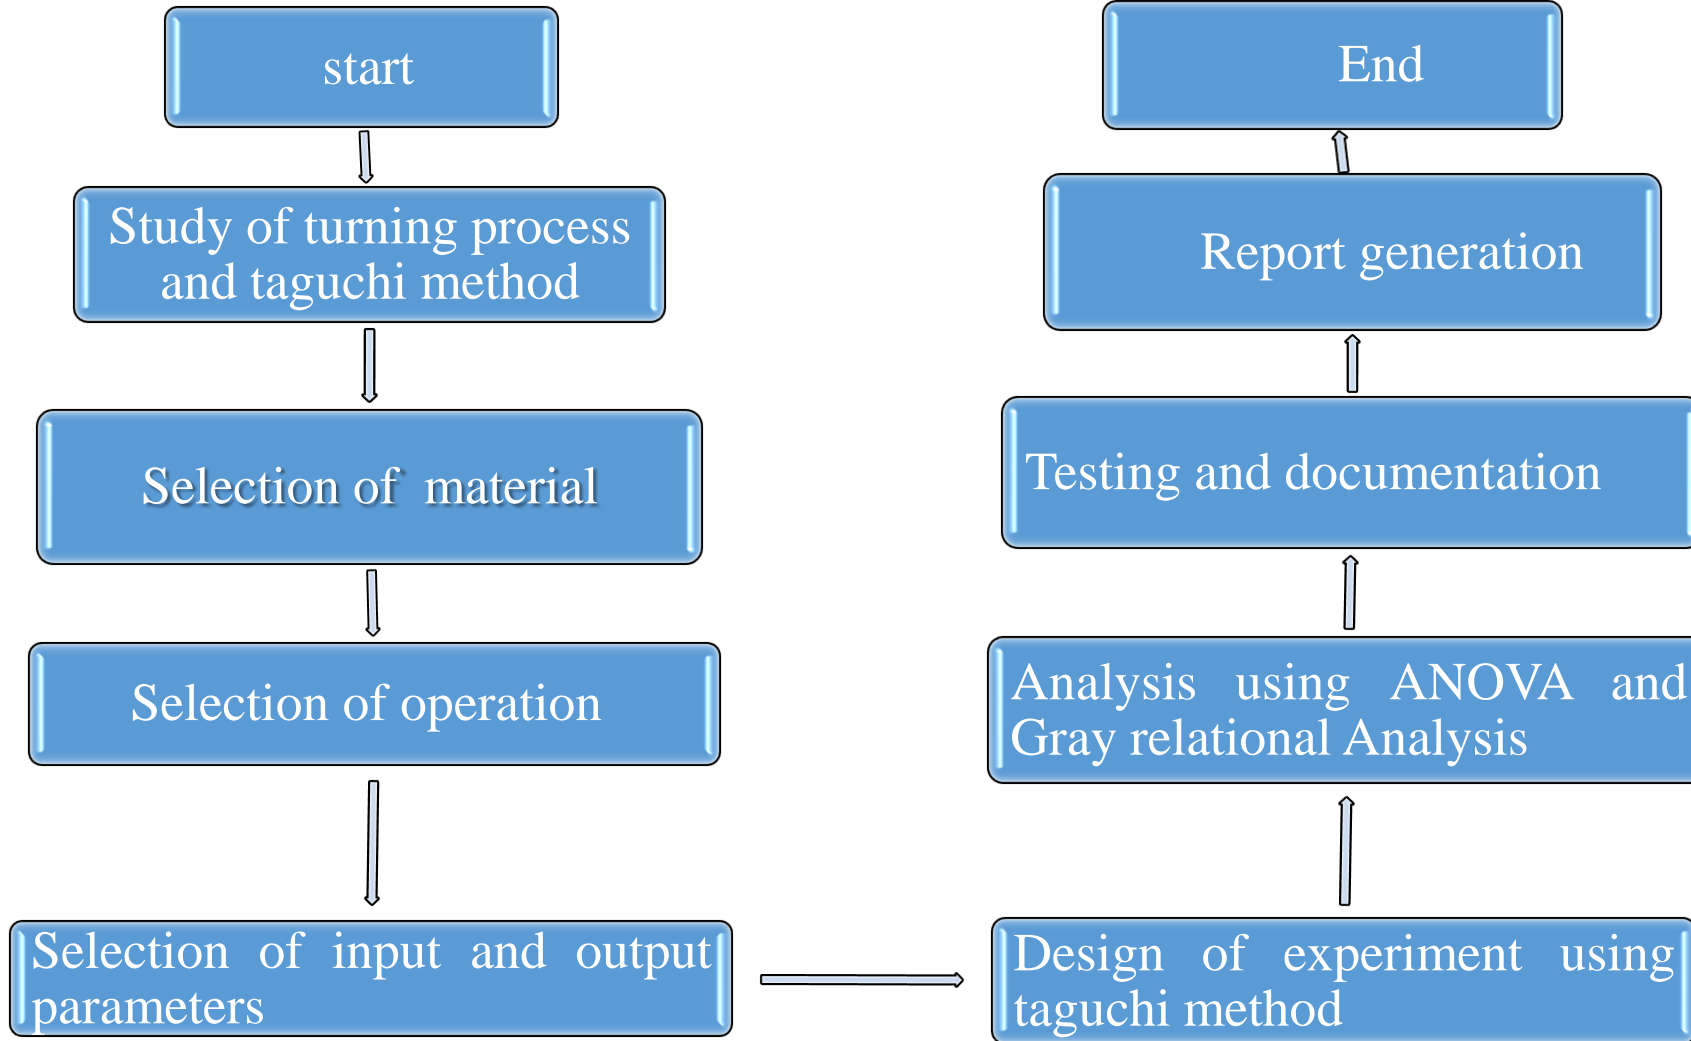 start
Study of turning process
and taguchi method
Selection of material
Selection of operation
Selection of input and output
parameters
Design of experiment using
taguchi method
Analysis using ANOVA and
Gray relational Analysis
Testing and documentation
Report generation
End